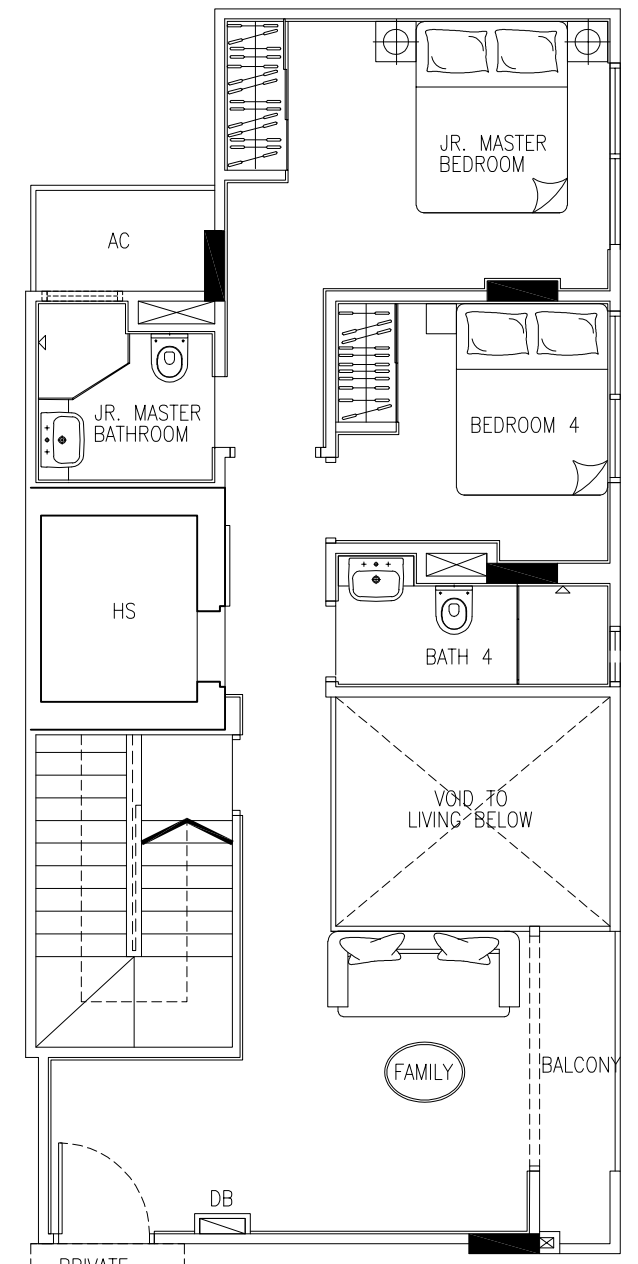 JR. MASTER
BEDROOM
AC
JR. MASTER
BATHROOM
BEDROOM 4
HS
BATH 4
VOID TO
LIVING BELOW
FAMILY
BALCONY
DB
PRIVATE